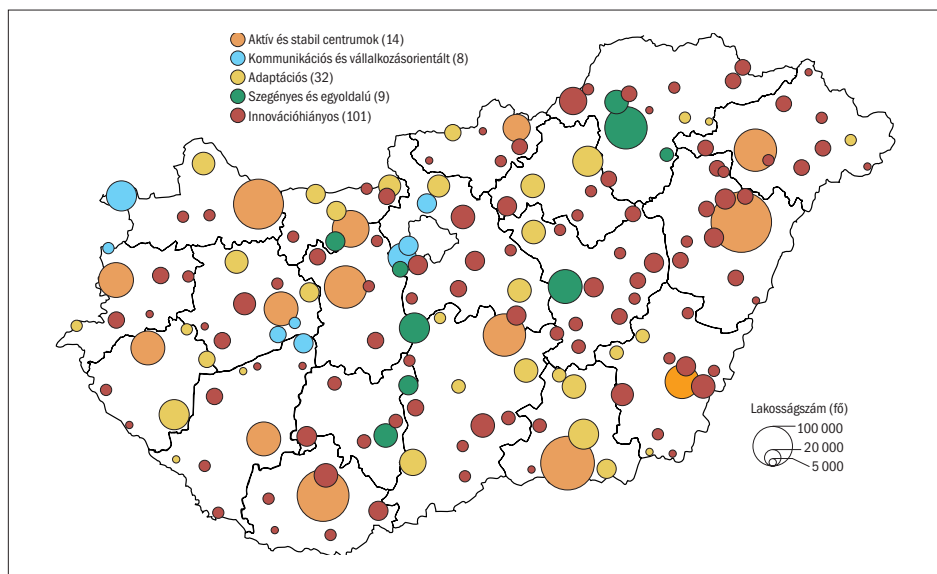 Aktív és stabil centrumok (14)
Kommunikációs és vállalkozásorientált (8)
Adaptációs (32)
Szegényes és egyoldalú (9)
Innovációhiányos (101)
Lakosságszám (fő)
100 000
20 000
5 000